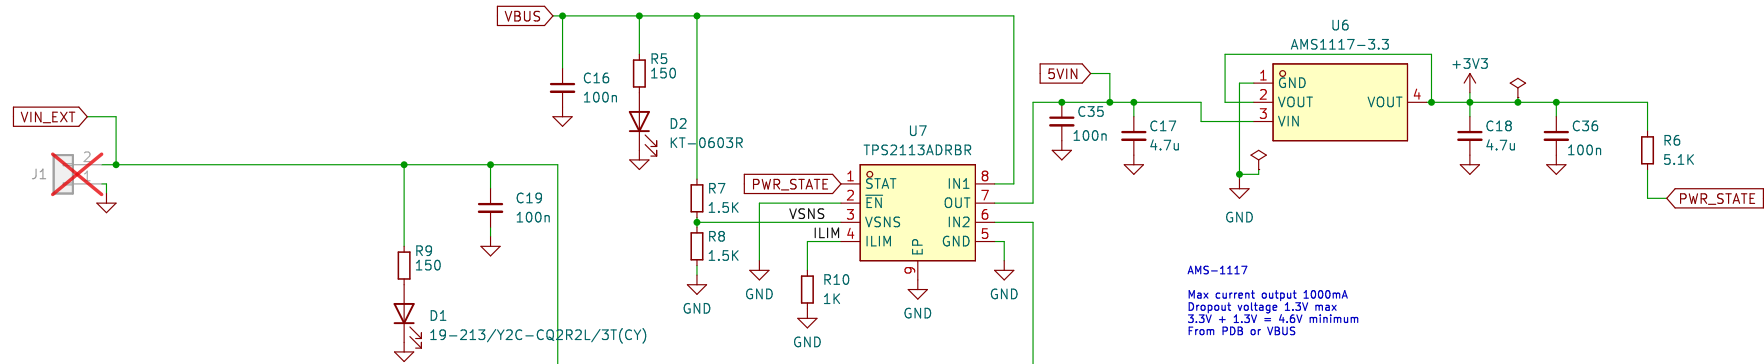 VBUS
C16
100n
R5
150
D2
KT-0603R
VIN_EXT
J1
2
1
C19
100n
R9
150
D1
19-213/Y2C-CQ2R2L/3T(CY)
R7
1.5K
R8
1.5K
GND
VSNS
ILIM
PWR_STATE
GND
R10
1K
GND
U7
TPS2113ADRBR
1 STAT
2 EN
3 VSNS
4 ILIM
IN1 8
OUT 7
IN2 6
GND 5
EP
9
GND
GND
5VIN
C35
100n
C17
4.7u
U6
AMS1117-3.3
1 GND
2 VOUT
3 VIN
VOUT 4
GND
+3V3
C18
4.7u
C36
100n
R6
5.1K
PWR_STATE
AMS-1117
Max current output 1000mA
Dropout voltage 1.3V max
3.3V + 1.3V = 4.6V minimum
From PDB or VBUS